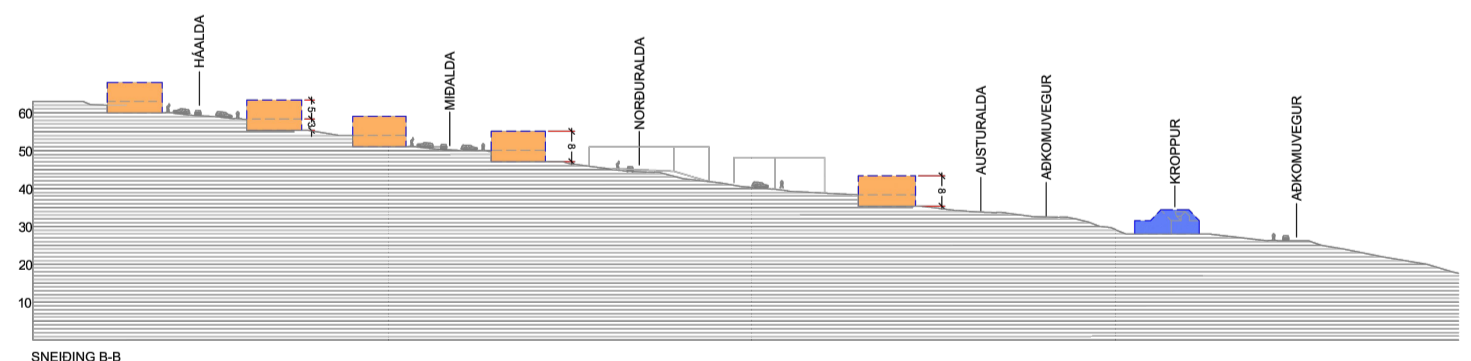 HÁALDA
MIÐALDA
NORÐURALDA
AUSTURALDA
AÐKOMUVEGUR
KROPPUR
AÐKOMUVEGUR
5
3
8
8
60
50
40
30
20
10
SNEIÐING B-B